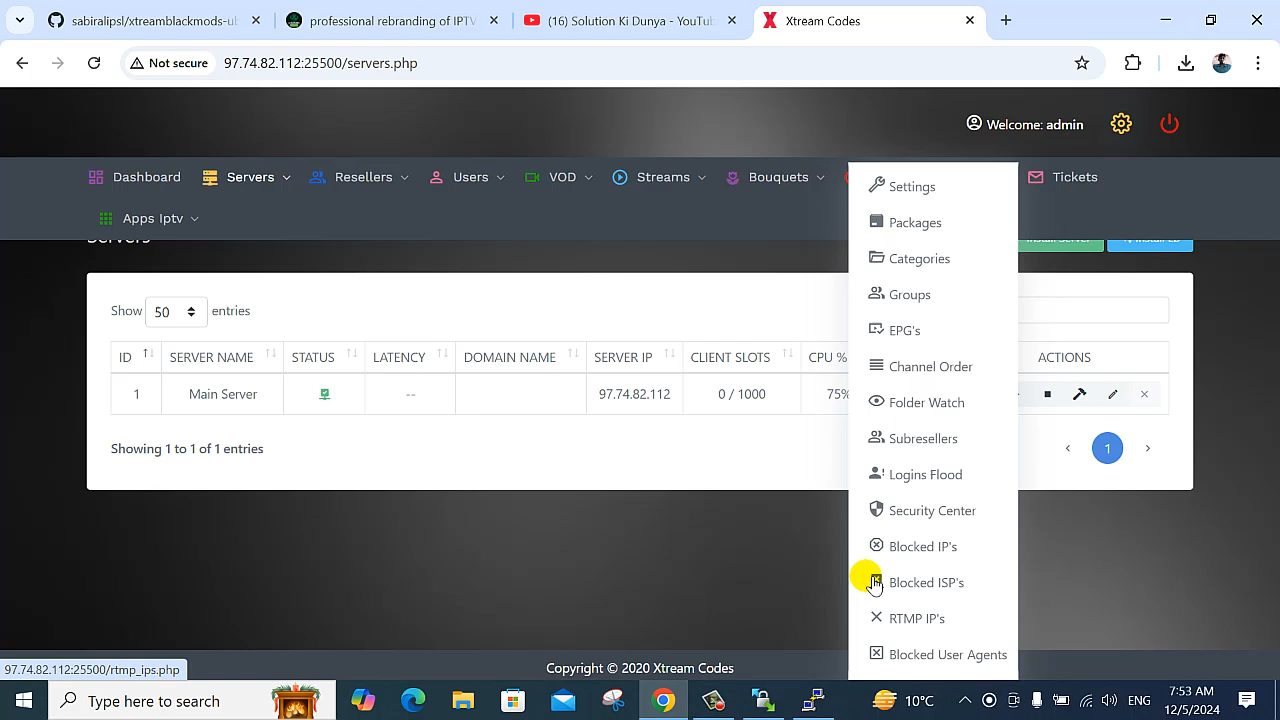 sabiralips/xtreamblackmods-ub
professional rebranding of IPTV
(16) Solution Ki Dunya - YouTu
Xtream Codes
Not secure
97.74.82.112:25500/servers.php
Welcome: admin
Dashboard
Servers
Resellers
Users
VOD
Streams
Bouquets
Tickets
Apps Iptv
Servers
Show 50 entries
ID
SERVER NAME
STATUS
LATENCY
DOMAIN NAME
SERVER IP
CLIENT SLOTS
CPU %
ACTIONS
1
Main Server
--
97.74.82.112
0 / 1000
75%
Showing 1 to 1 of 1 entries
1
Settings
Packages
Categories
Groups
EPG's
Channel Order
Folder Watch
Subresellers
Logins Flood
Security Center
Blocked IP's
Blocked ISP's
RTMP IP's
Blocked User Agents
97.74.82.112:25500/rtmp_ips.php
Copyright © 2020 Xtream Codes
Type here to search
10°C
ENG
7:53 AM
12/5/2024